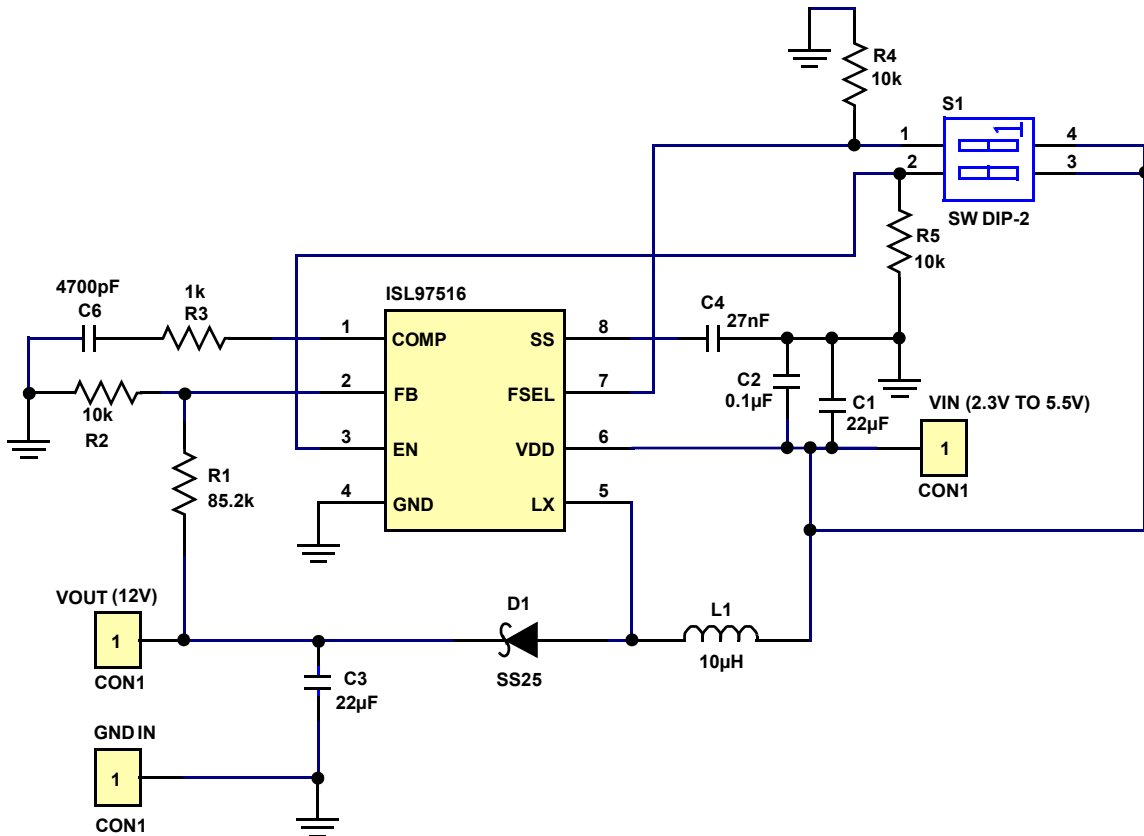 R4
10k
S1
1
4
2
3
SW DIP-2
R5
10k
4700pF
C6
1k
R3
ISL97516
C4
27nF
1
COMP
SS
8
2
FB
FSEL
7
3
EN
VDD
6
4
GND
LX
5
10k
R2
C2
0.1µF
C1
22µF
VIN (2.3V TO 5.5V)
1
CON1
R1
85.2k
VOUT (12V)
1
CON1
D1
SS25
L1
10µH
C3
22µF
GND IN
1
CON1